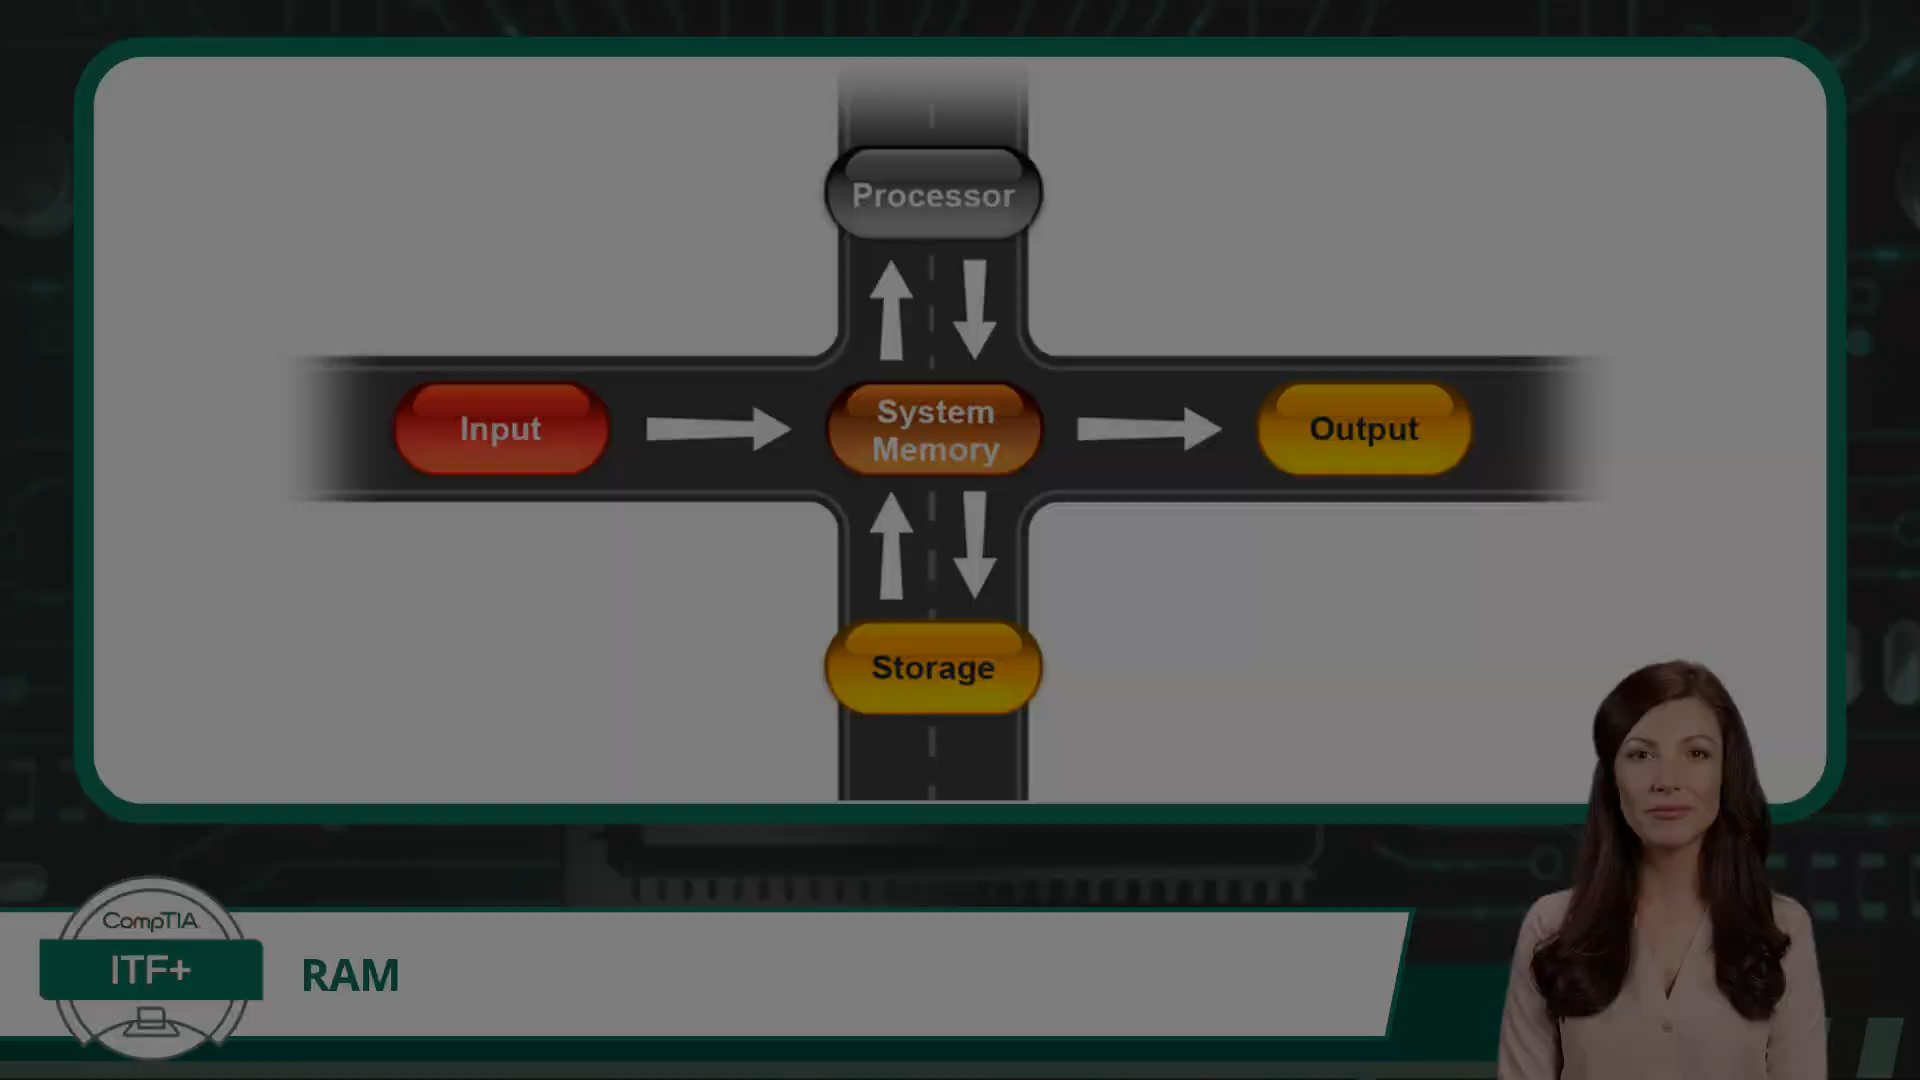 Processor
Input
System
Memory
Output
Storage
CompTIA
ITF+
RAM